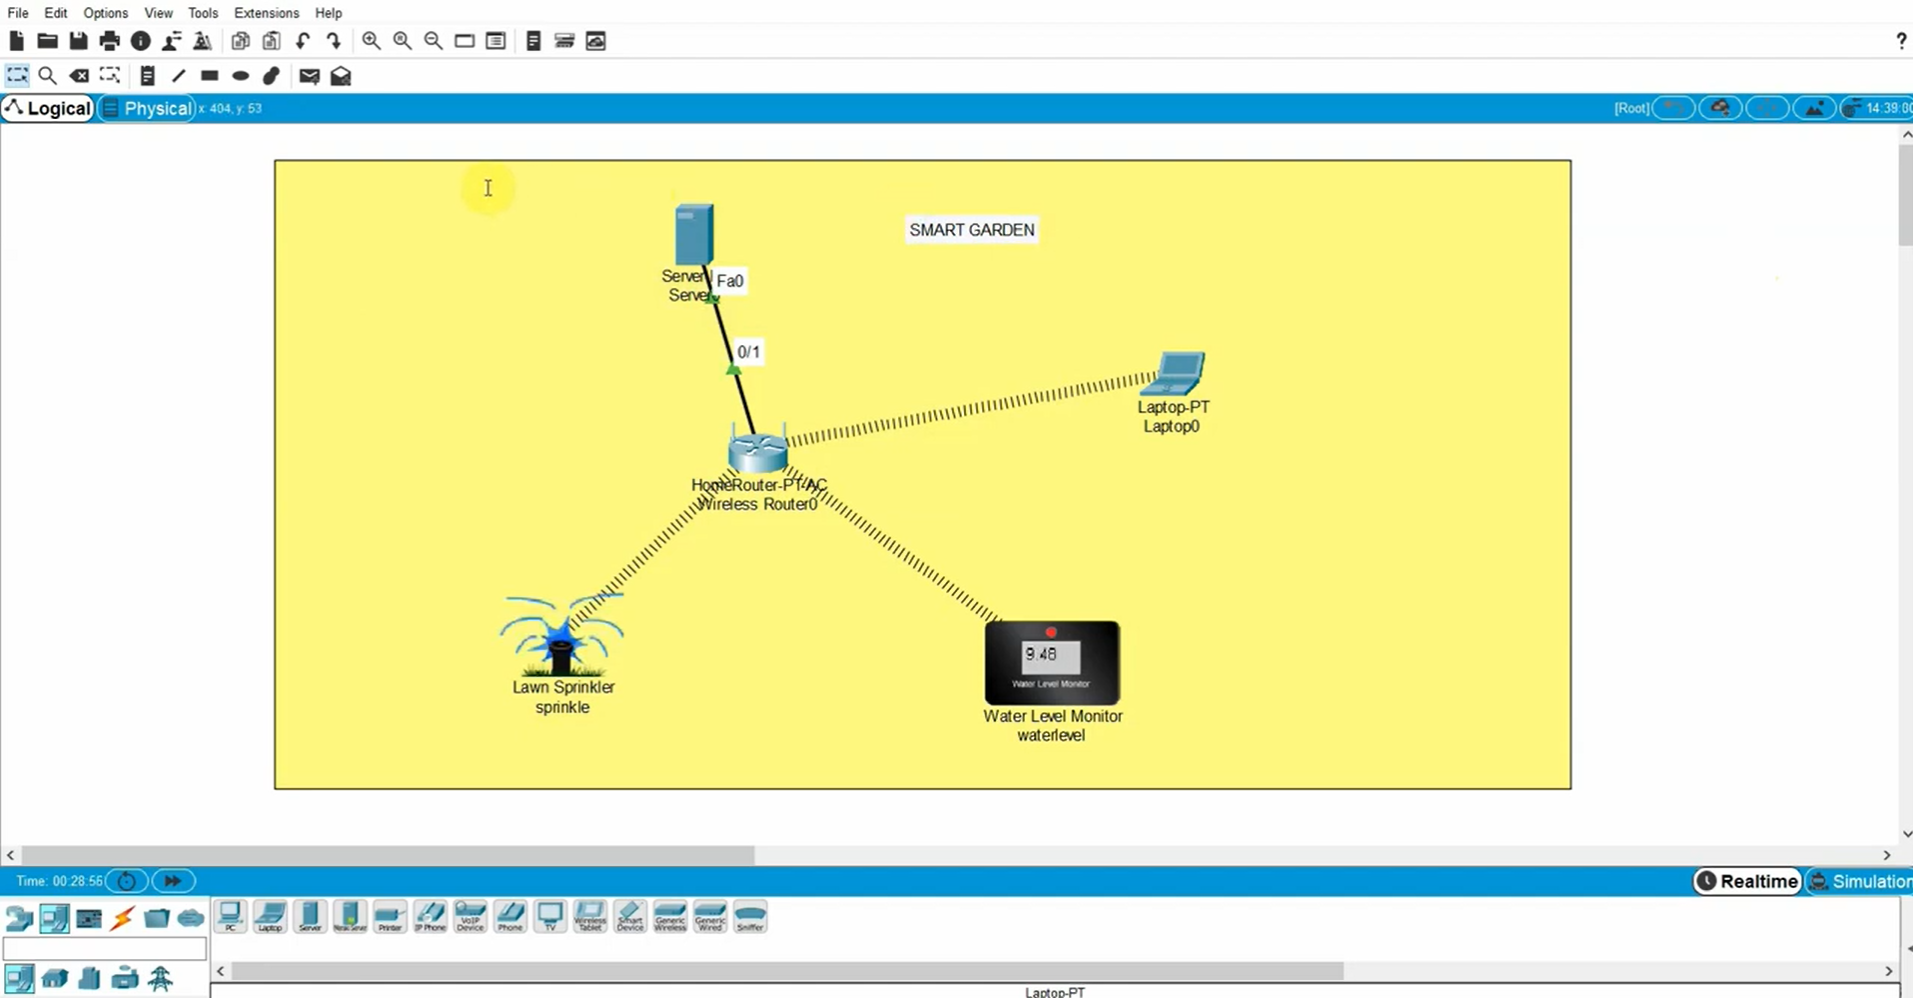 File Edit Options View Tools Extensions Help
?
Logical Physical x: 404, y: 53 [Root] 14:39:00
SMART GARDEN
Server
Server
Fa0
0/1
Laptop-PT
Laptop0
HomeRouter-PT-AC
Wireless Router0
Lawn Sprinkler
sprinkle
9.48
Water Level Monitor
Water Level Monitor
waterlevel
Time: 00:28:56 Realtime Simulation
PC Laptop Server Printer IP Phone VoIP Device Phone TV Wireless Tablet Smart Device Generic Wireless Generic Wired Sniffer
Laptop-PT